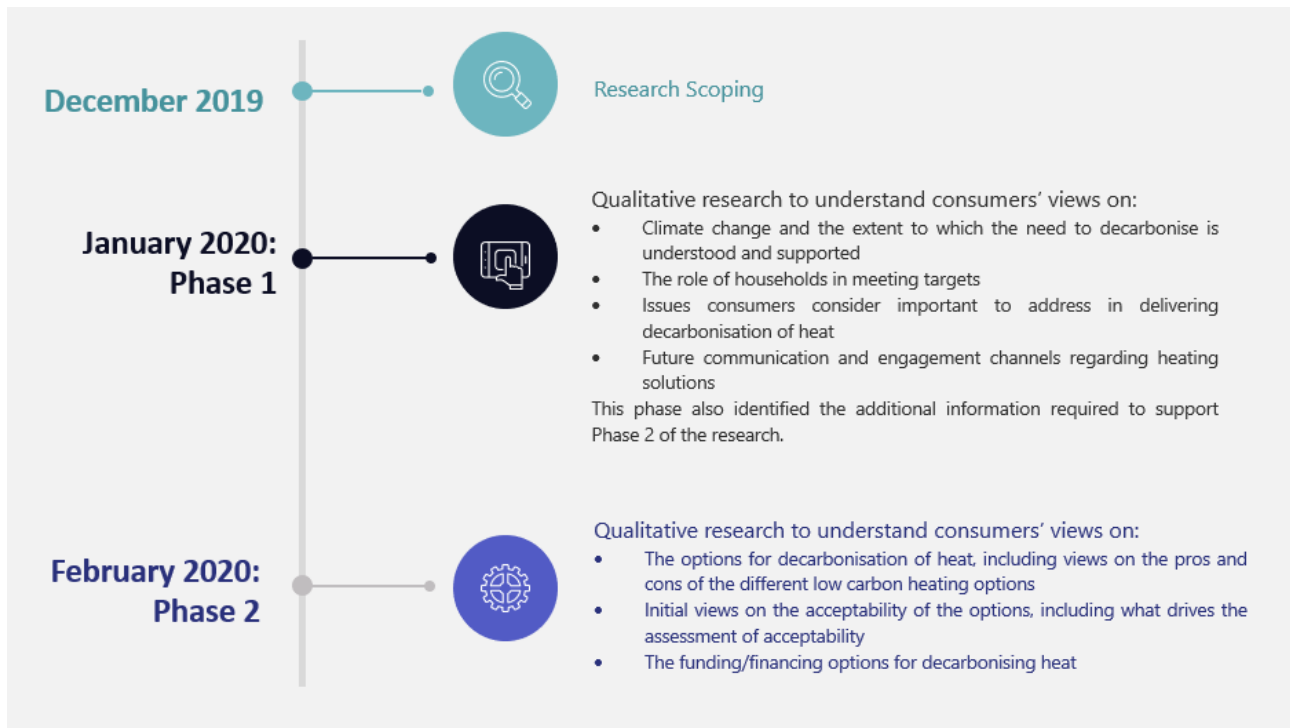 December 2019
Research Scoping
January 2020:
Phase 1
Qualitative research to understand consumers’ views on:
• Climate change and the extent to which the need to decarbonise is
understood and supported
• The role of households in meeting targets
• Issues consumers consider important to address in delivering
decarbonisation of heat
• Future communication and engagement channels regarding heating
solutions
This phase also identified the additional information required to support
Phase 2 of the research.
February 2020:
Phase 2
Qualitative research to understand consumers’ views on:
• The options for decarbonisation of heat, including views on the pros and
cons of the different low carbon heating options
• Initial views on the acceptability of the options, including what drives the
assessment of acceptability
• The funding/financing options for decarbonising heat